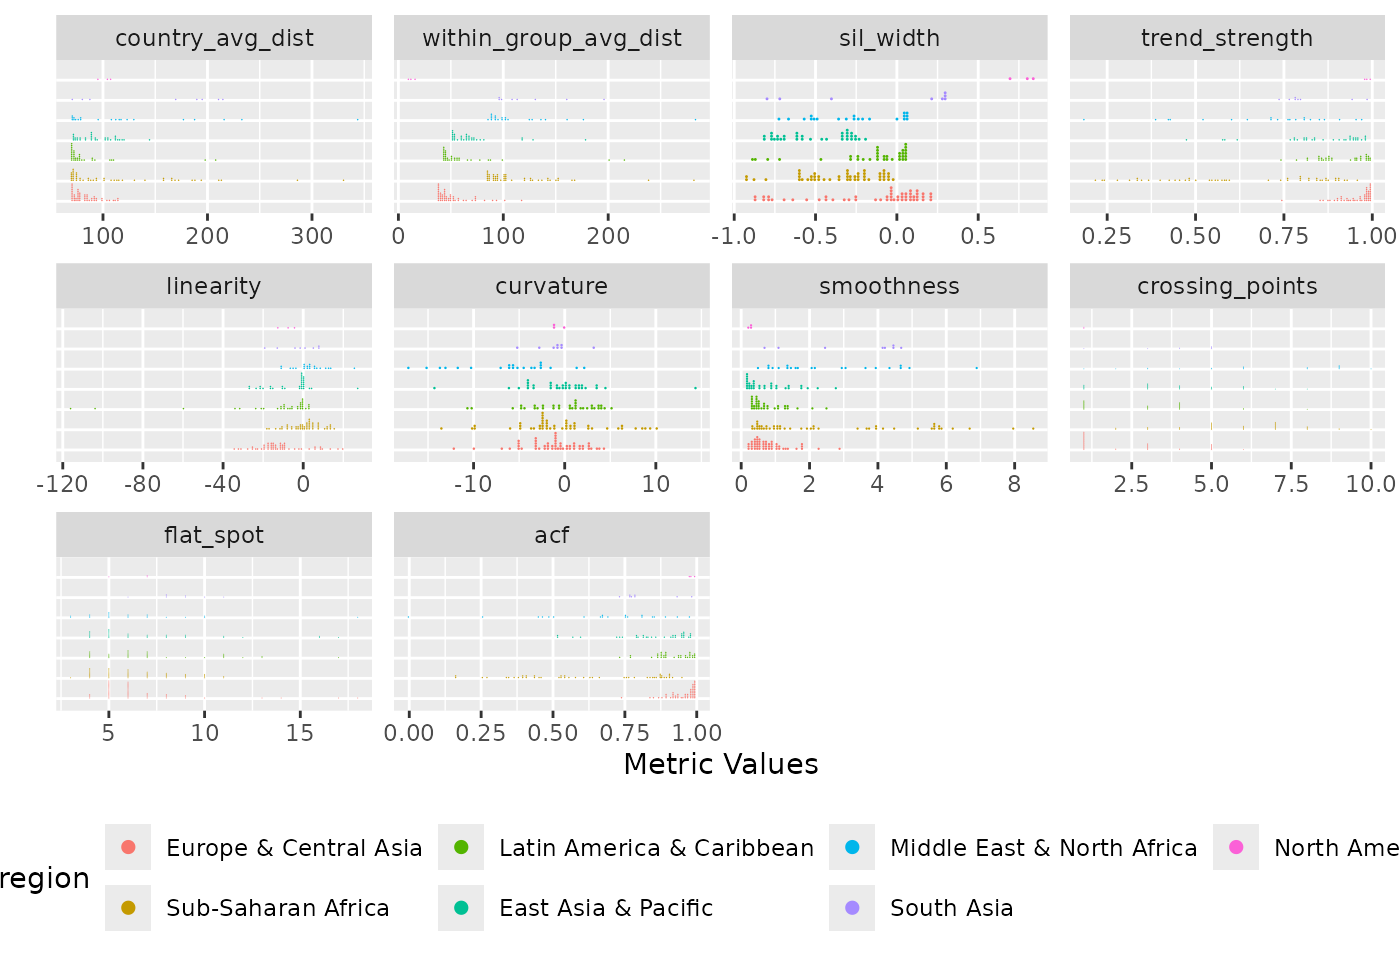 country_avg_dist within_group_avg_dist sil_width trend_strength
100 200 300 0 100 200 -1.0 -0.5 0.0 0.5 0.25 0.50 0.75 1.00
linearity curvature smoothness crossing_points
-120 -80 -40 0 -10 0 10 0 2 4 6 8 2.5 5.0 7.5 10.0
flat_spot acf
5 10 15 0.00 0.25 0.50 0.75 1.00
Metric Values
region
Europe & Central Asia Latin America & Caribbean Middle East & North Africa North Ame
Sub-Saharan Africa East Asia & Pacific South Asia